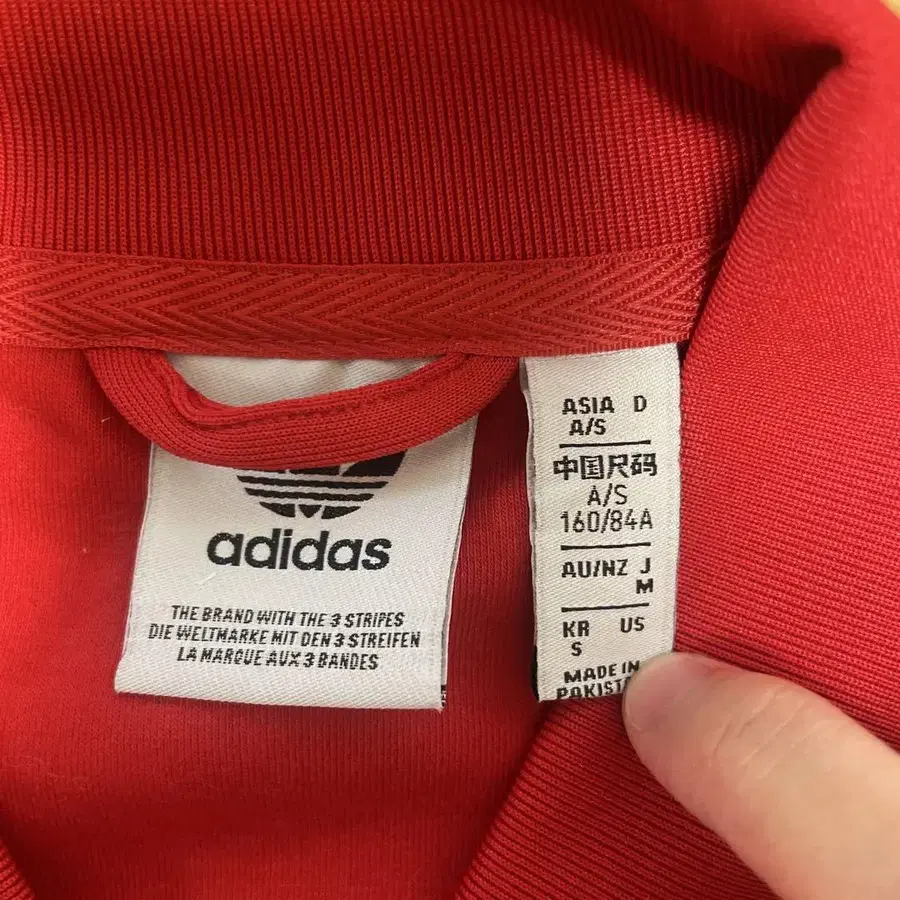 adidas
THE BRAND WITH THE 3 STRIPES
DIE WELTMARKE MIT DEN 3 STREIFEN
LA MARQUE AUX 3 BANDES
ASIA D
A/S
中国尺码
A/S
160/84A
AU/NZ J
M
KR US
S
MADE IN